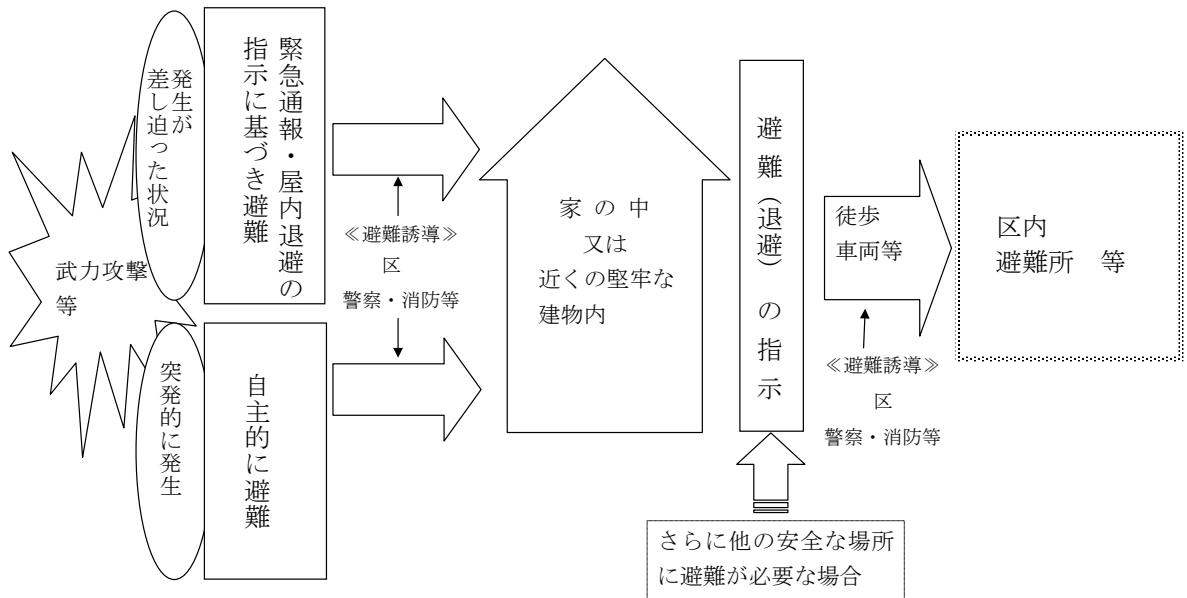 武力攻撃
等
発生が
差し迫った状況
緊急通報・屋内退避の
指示に基づき避難
突発的に発生
自主的に避難
≪避難誘導≫
区
警察・消防等
家の中
又は
近くの堅牢な
建物内
避難(退避)の指示
さらに他の安全な場所
に避難が必要な場合
徒歩
車両等
≪避難誘導≫
区
警察・消防等
区内
避難所　等